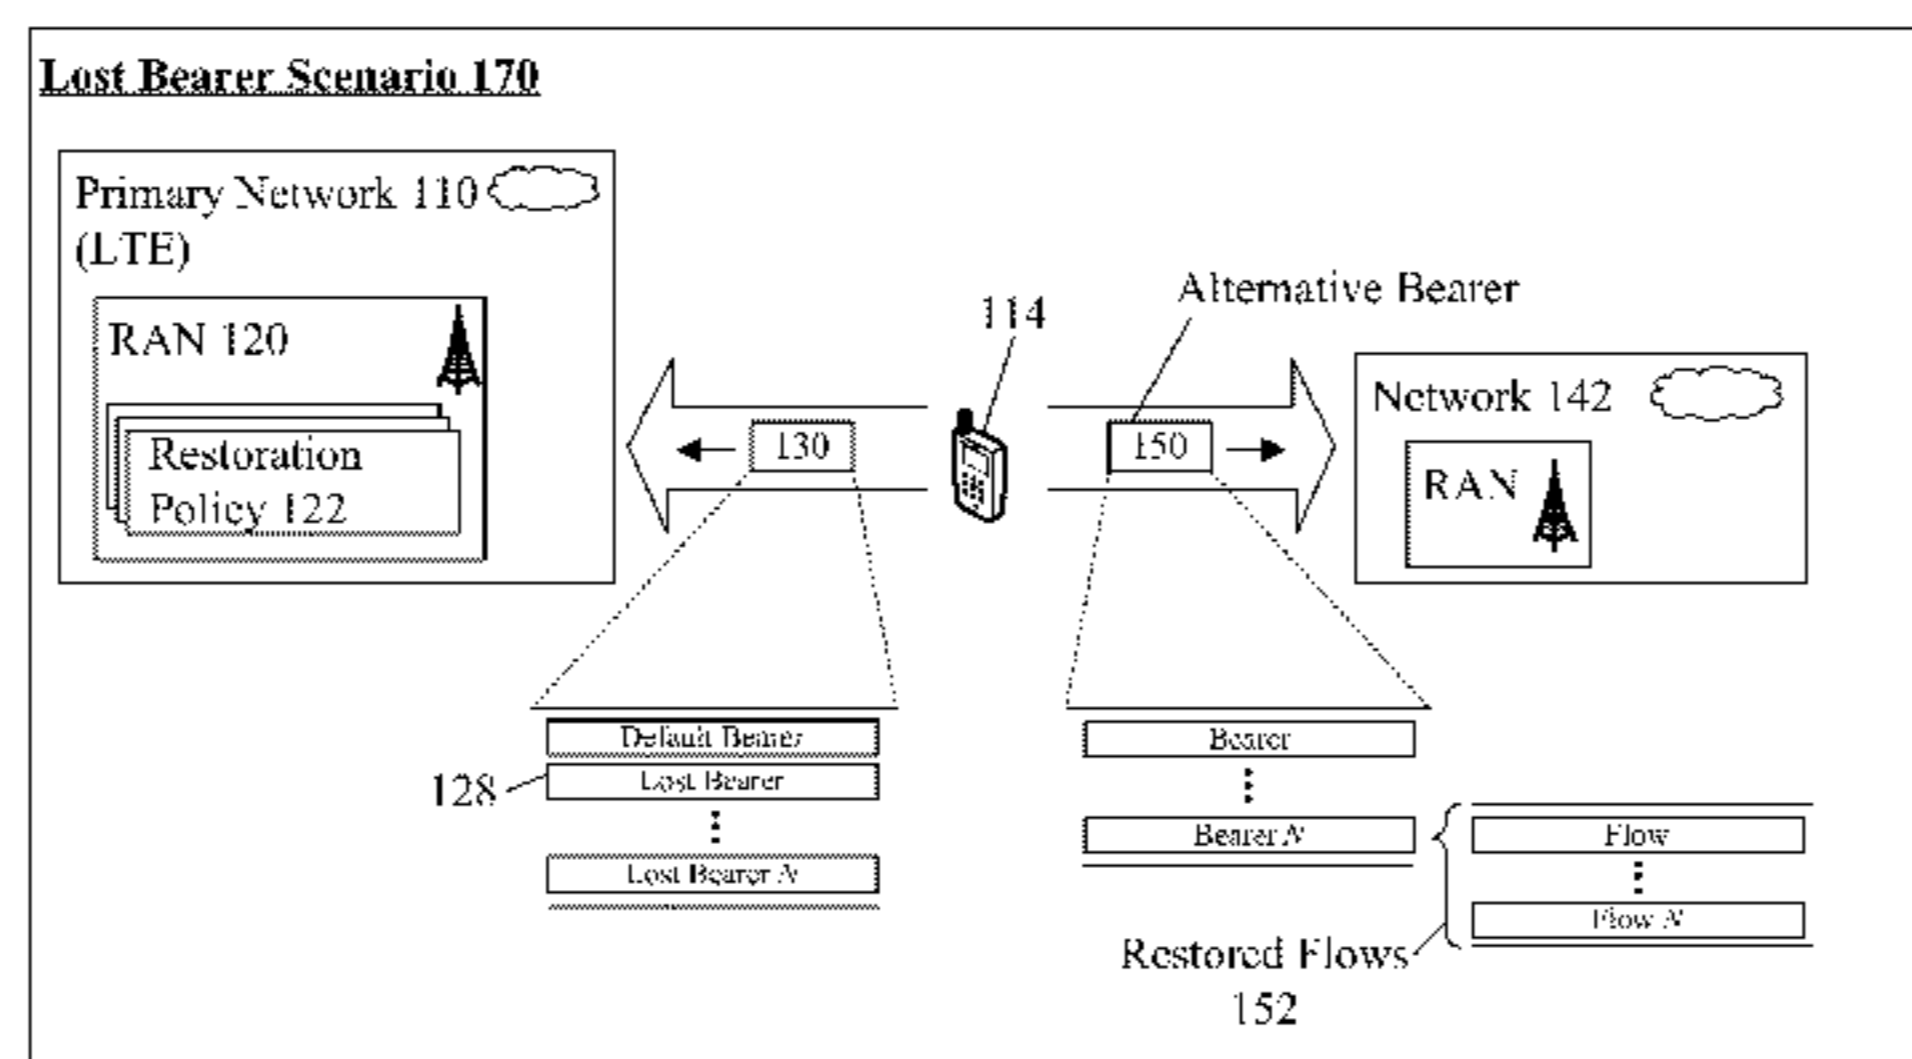 Lost Bearer Scenario 170
Primary Network 110
(LTE)
RAN 120
Restoration
Policy 122
130
114
Alternative Bearer
150
Network 142
RAN
128
Default Bearer
Lost Bearer
Lost Bearer N
Bearer
Bearer N
Flow
Flow N
Restored Flows
152